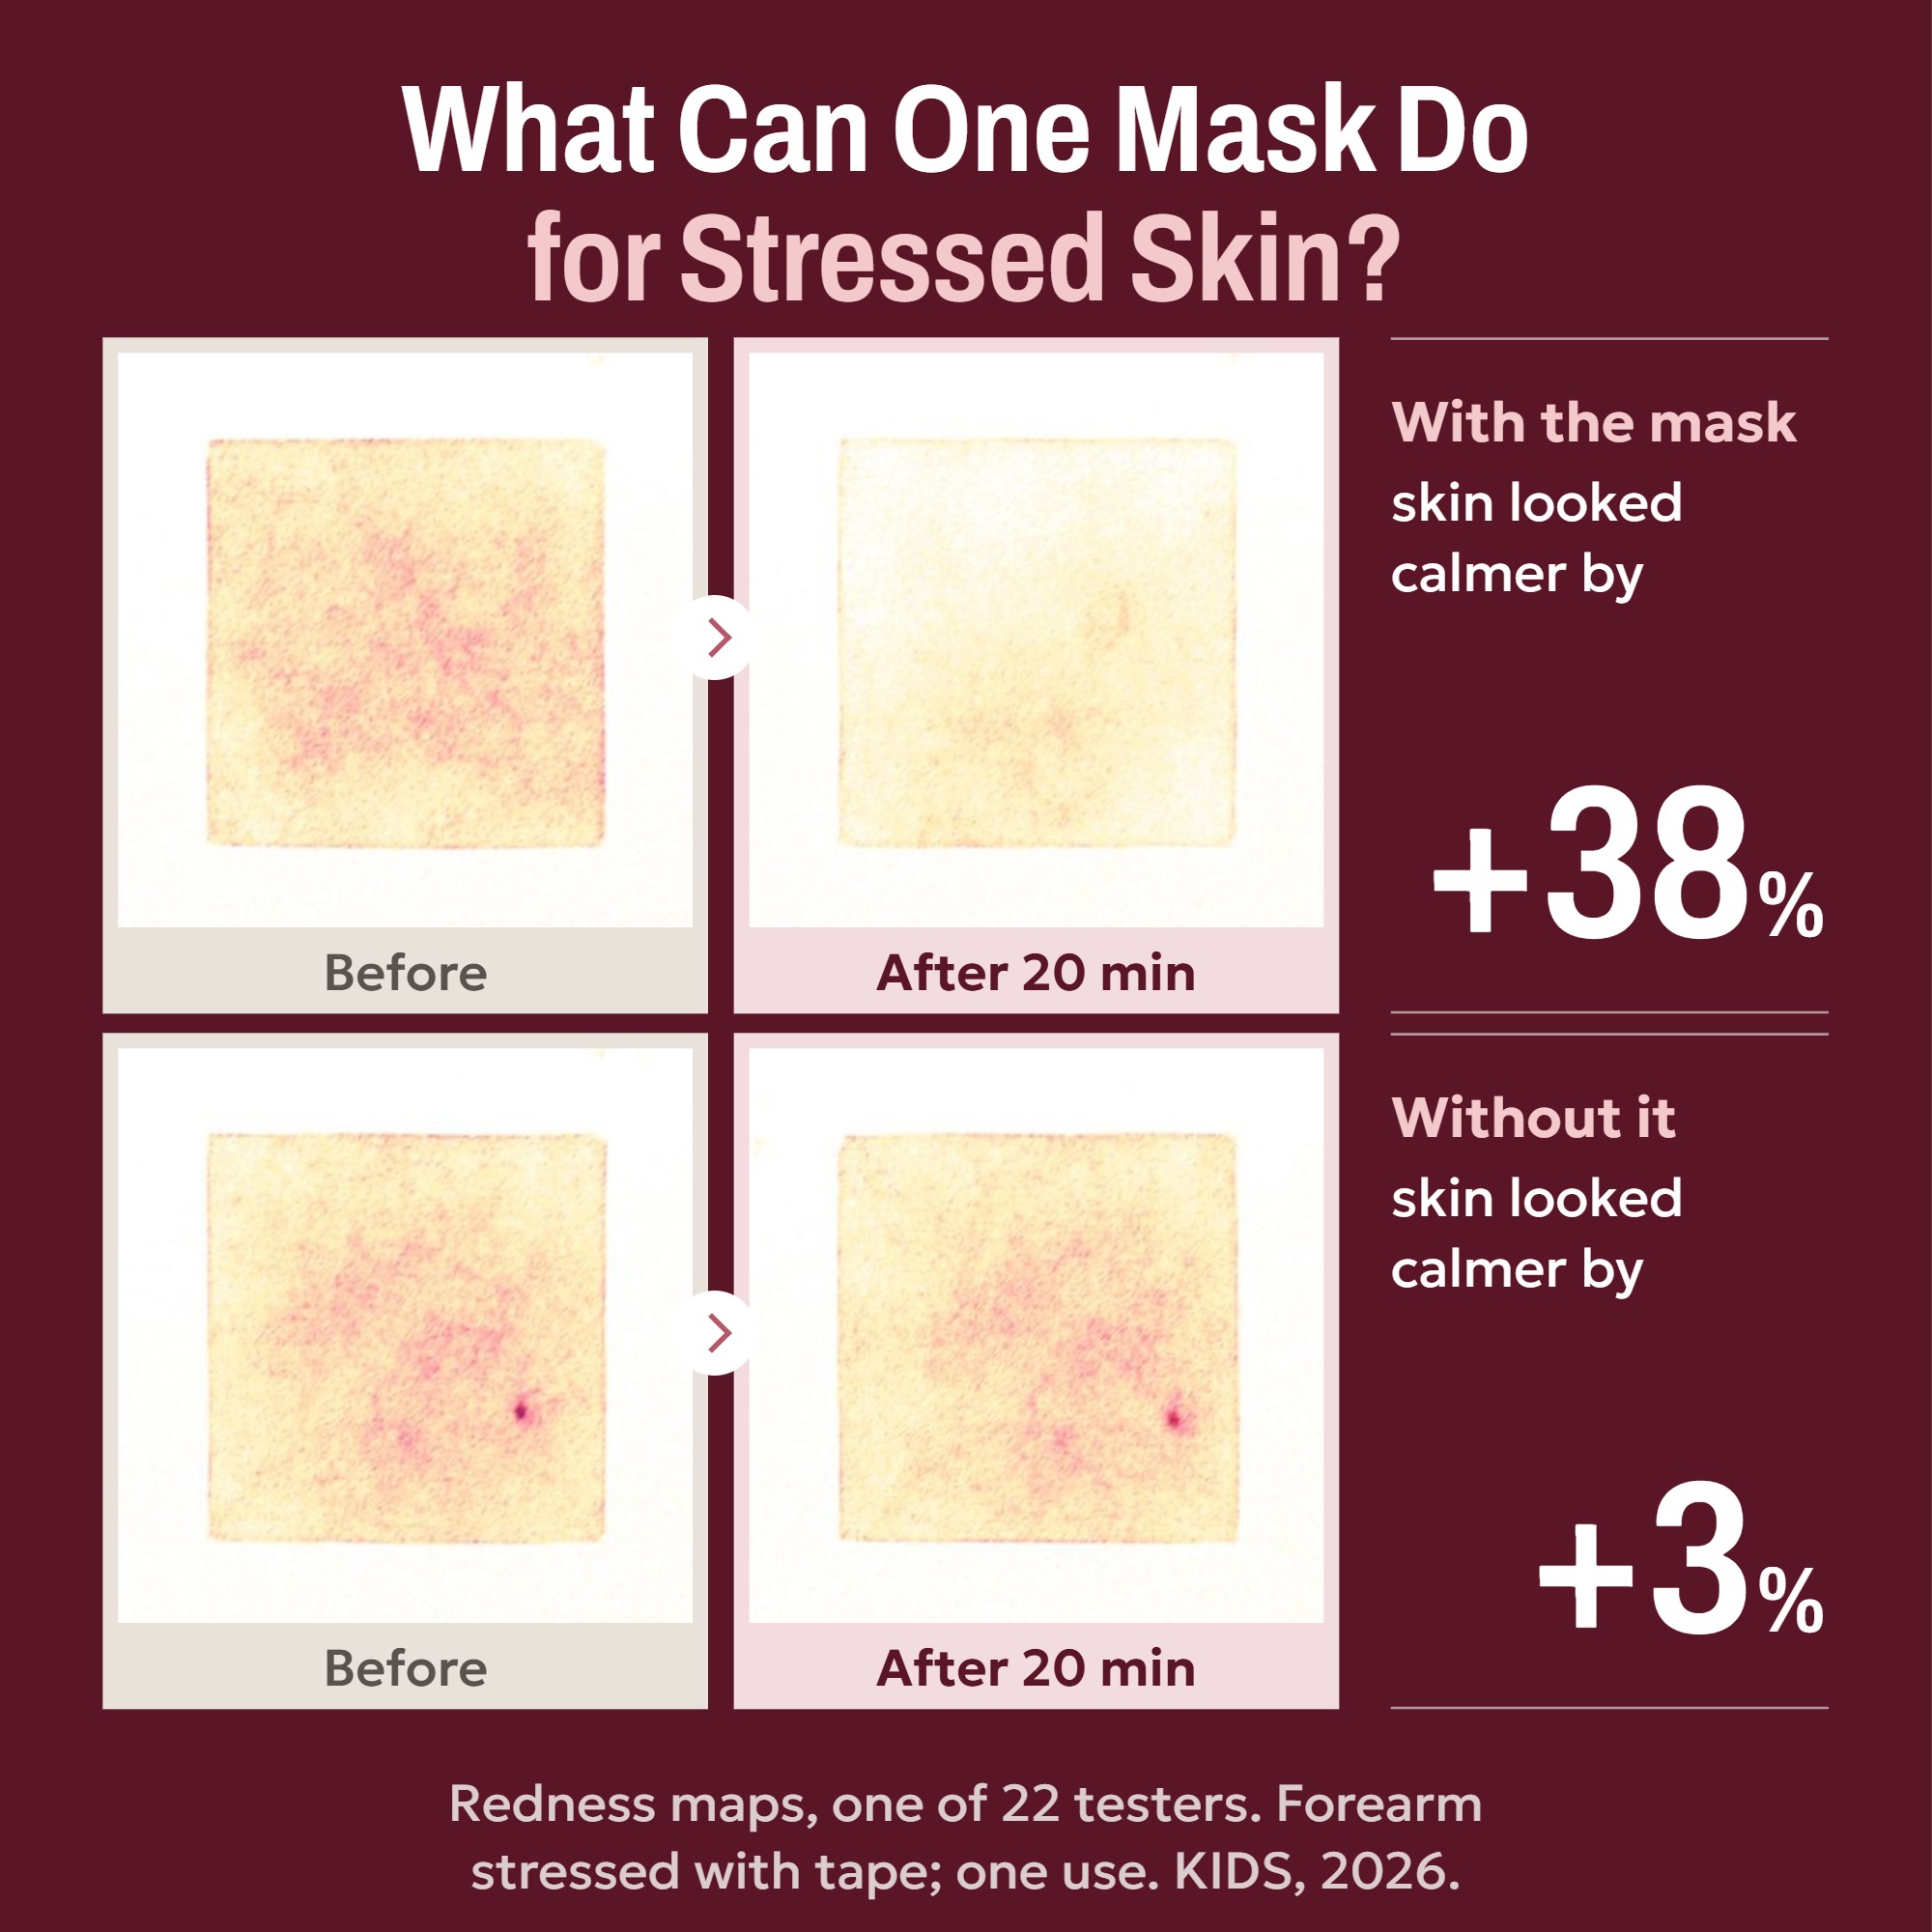 What Can One Mask Do
for Stressed Skin?
With the mask
skin looked
calmer by
+38%
Before
After 20 min
Without it
skin looked
calmer by
+3%
Before
After 20 min
Redness maps, one of 22 testers. Forearm
stressed with tape; one use. KIDS, 2026.